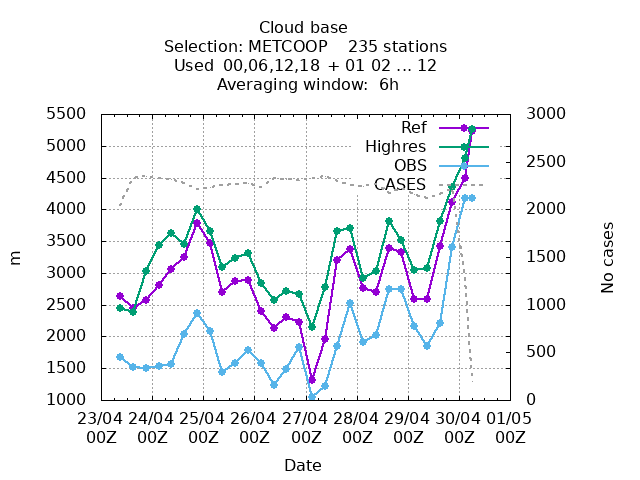 Cloud base
Selection: METCOOP    235 stations
Used 00,06,12,18 + 01 02 ... 12
Averaging window:  6h
Ref
Highres
OBS
CASES
5500
5000
4500
4000
3500
3000
2500
2000
1500
1000
m
3000
2500
2000
1500
1000
500
0
No cases
23/04 24/04 25/04 26/04 27/04 28/04 29/04 30/04 01/05
00Z 00Z 00Z 00Z 00Z 00Z 00Z 00Z 00Z
Date